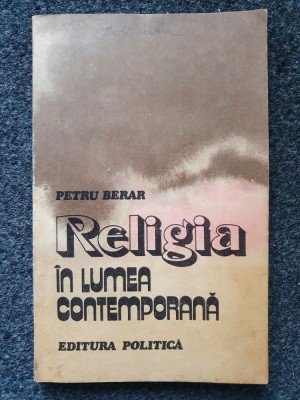 PETRU BERAR
Religia
ÎN LUMEA
CONTEMPORANĂ
EDITURA POLITICĂ